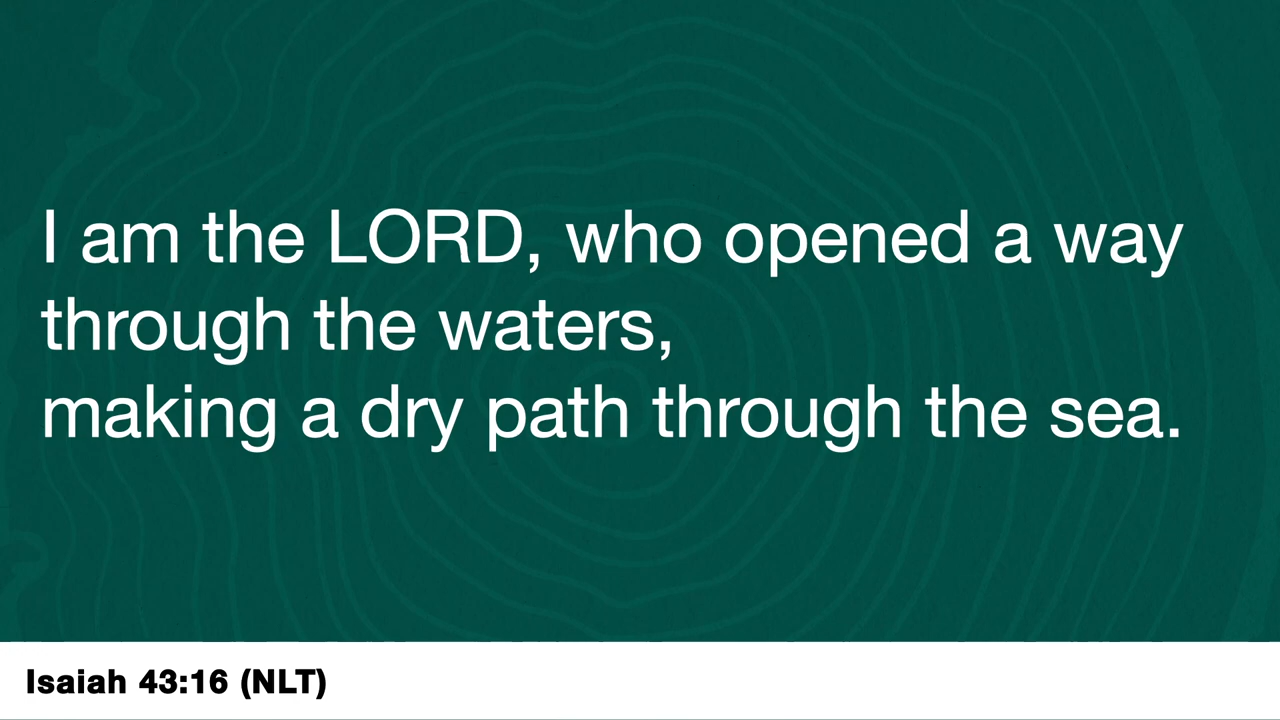 I am the LORD, who opened a way
through the waters,
making a dry path through the sea.
Isaiah 43:16 (NLT)